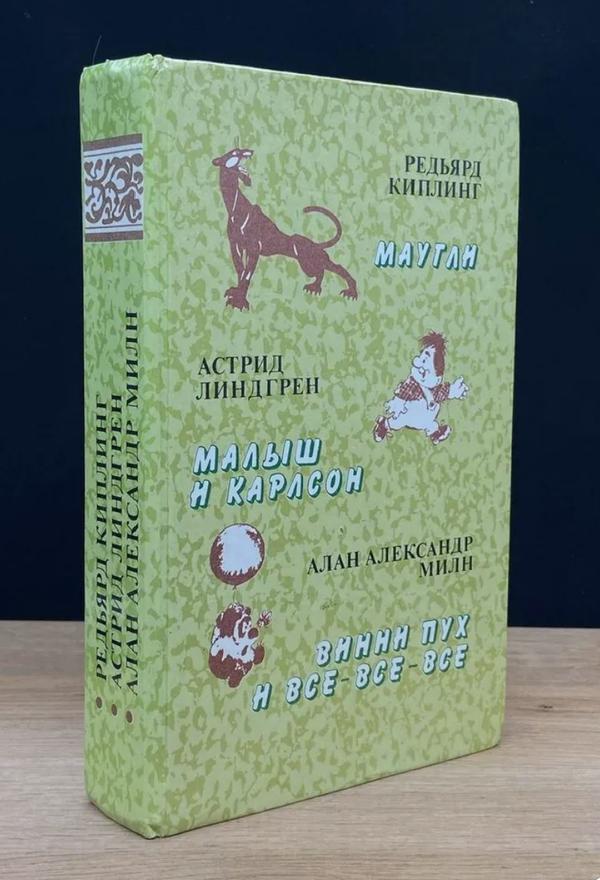 РЕДЬЯРД
КИПЛИНГ
МАУГЛИ
АСТРИД
ЛИНДГРЕН
МАЛЫШ
И КАРЛСОН
АЛАН АЛЕКСАНДР
МИЛН
ВИННИ ПУХ
И ВСЕ-ВСЕ-ВСЕ
РЕДЬЯРД КИПЛИНГ
АСТРИД ЛИНДГРЕН
АЛАН АЛЕКСАНДР МИЛН